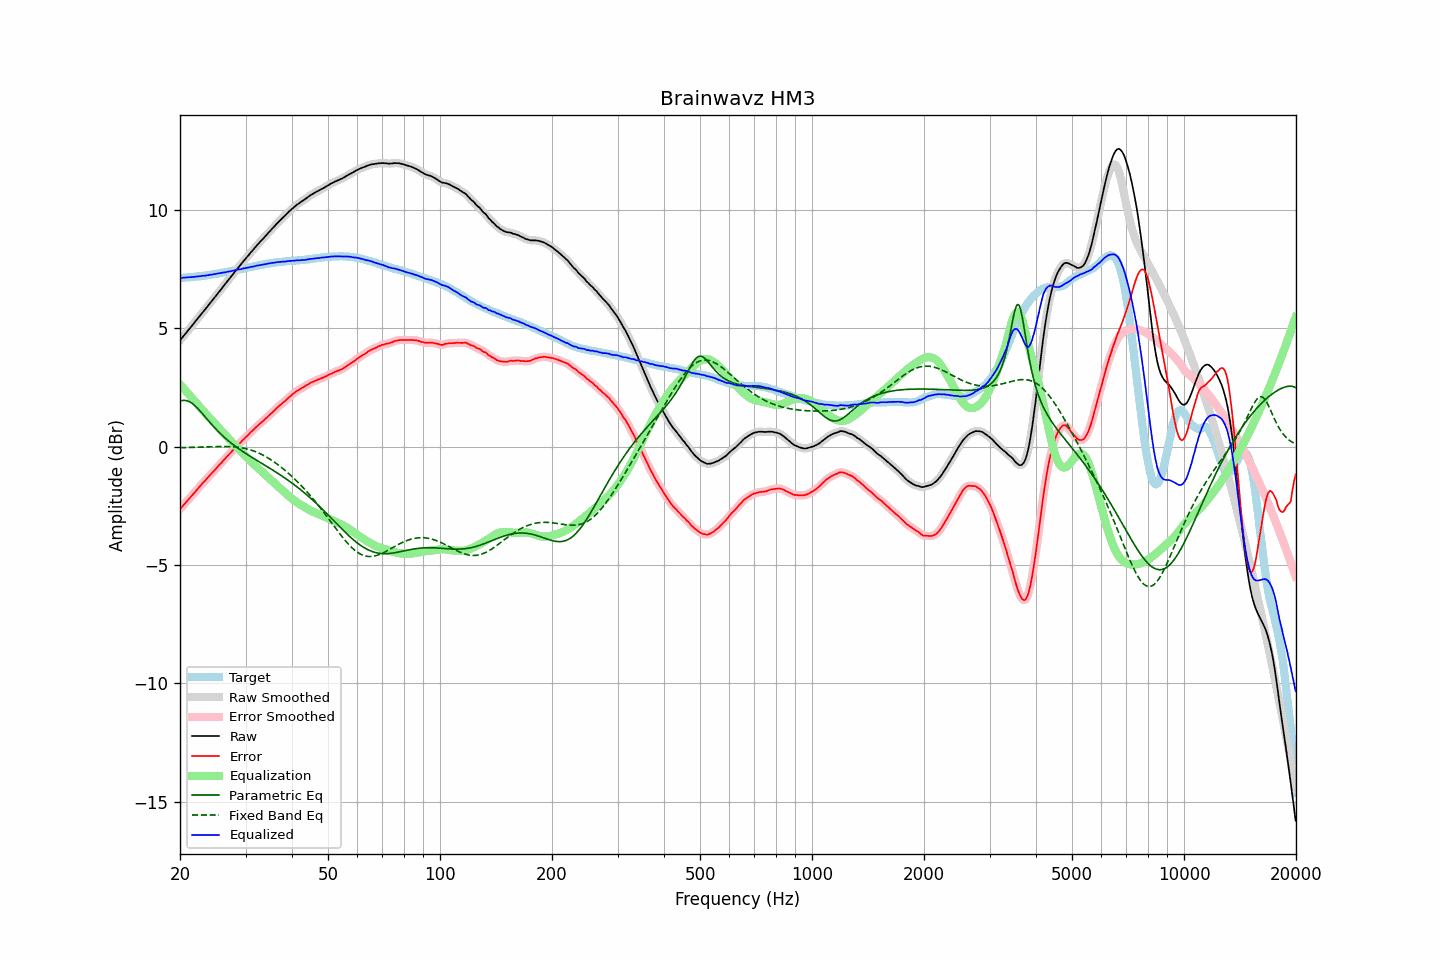 Brainwavz HM3
Amplitude (dBr)
10
5
0
−5
−10
−15
Target
Raw Smoothed
Error Smoothed
Raw
Error
Equalization
Parametric Eq
Fixed Band Eq
Equalized
20 50 100 200 500 1000 2000 5000 10000 20000
Frequency (Hz)